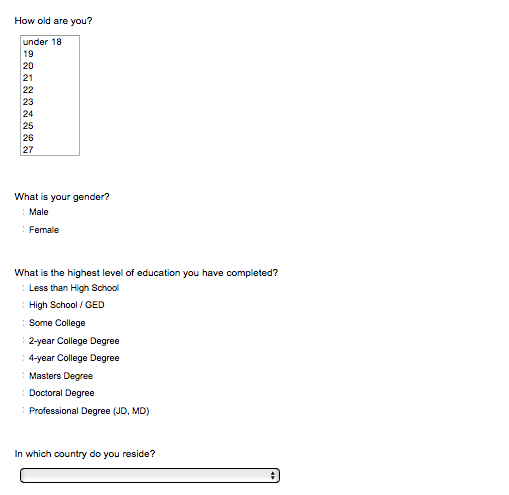 How old are you?
under 18
19
20
21
22
23
24
25
26
27
What is your gender?
Male
Female
What is the highest level of education you have completed?
Less than High School
High School / GED
Some College
2-year College Degree
4-year College Degree
Masters Degree
Doctoral Degree
Professional Degree (JD, MD)
In which country do you reside?